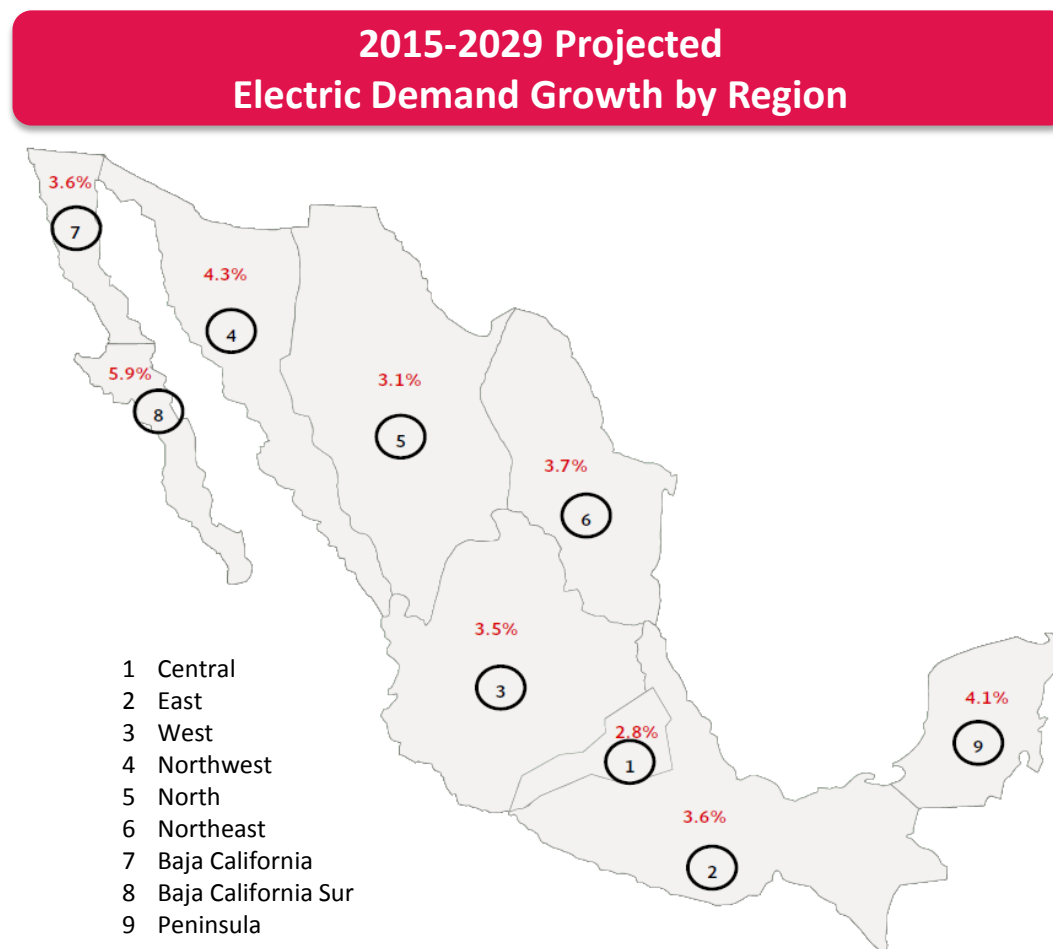 2015-2029 Projected
Electric Demand Growth by Region
3.6%
7
4.3%
4
5.9%
8
3.1%
5
3.7%
6
3.5%
3
2.8%
1
4.1%
9
3.6%
2
1 Central
2 East
3 West
4 Northwest
5 North
6 Northeast
7 Baja California
8 Baja California Sur
9 Peninsula